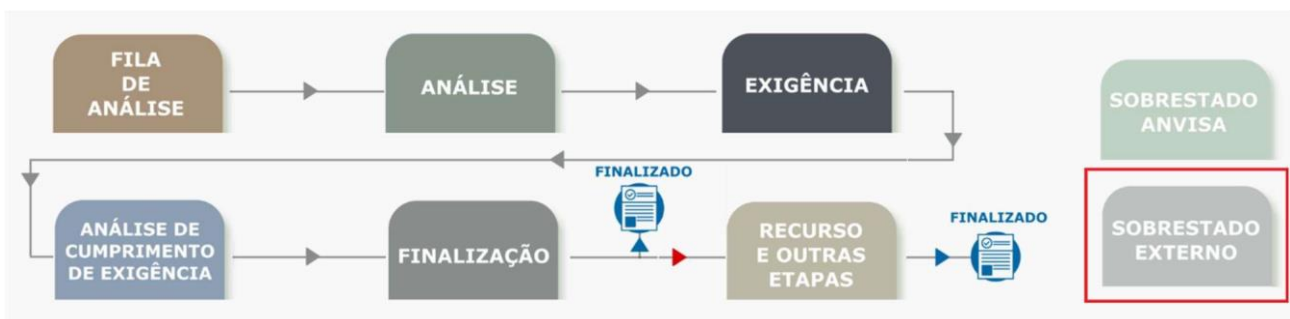 FILA
DE
ANÁLISE
ANÁLISE
EXIGÊNCIA
SOBRESTADO
ANVISA
ANÁLISE DE
CUMPRIMENTO
DE EXIGÊNCIA
FINALIZAÇÃO
FINALIZADO
RECURSO
E OUTRAS
ETAPAS
FINALIZADO
SOBRESTADO
EXTERNO